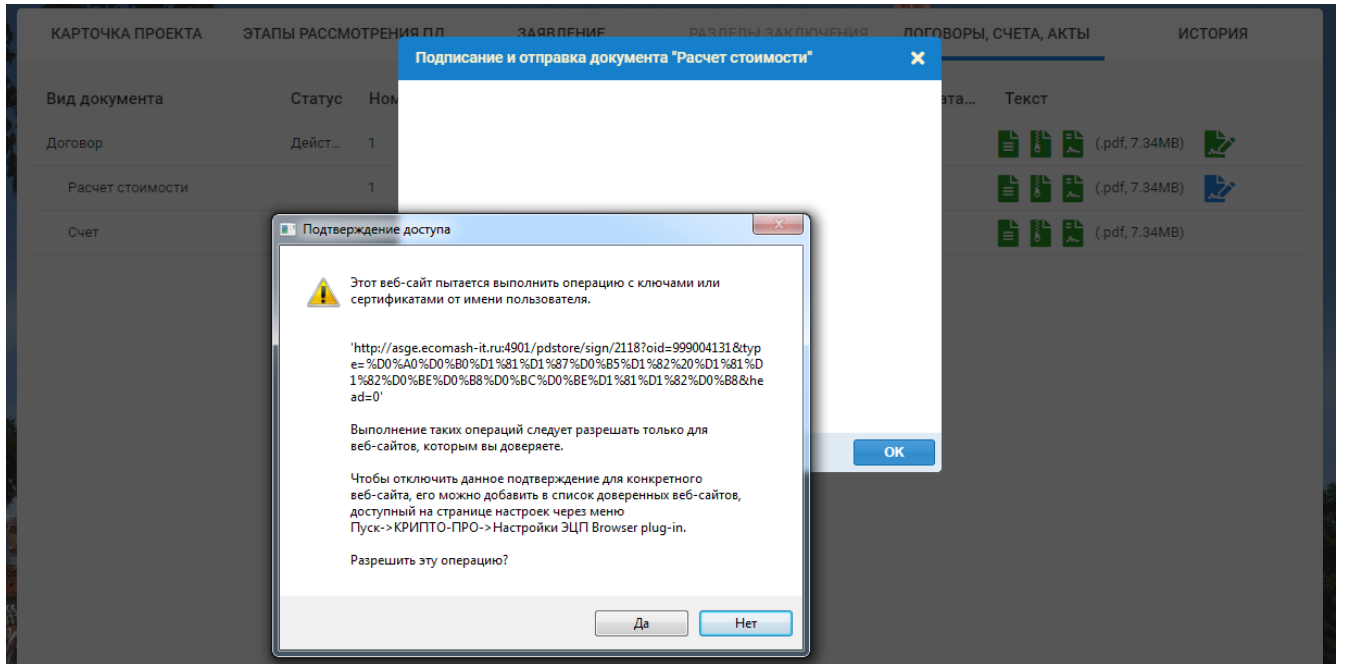 КАРТОЧКА ПРОЕКТА ЭТАПЫ РАССМОТРЕНИЯ ПД ЗАЯВЛЕНИЕ РАЗДЕЛЫ ЗАКЛЮЧЕНИЯ ДОГОВОРЫ, СЧЕТА, АКТЫ ИСТОРИЯ
Подписание и отправка документа "Расчет стоимости"
Вид документа Статус Ном ата... Текст
Договор Дейст... 1 (.pdf, 7.34MB)
Расчет стоимости 1 (.pdf, 7.34MB)
Счет (.pdf, 7.34MB)
Подтверждение доступа
Этот веб-сайт пытается выполнить операцию с ключами или
сертификатами от имени пользователя.
'http://asge.ecomash-it.ru:4901/pdstore/sign/2118?oid=999004131&typ
e=%D0%A0%D0%B0%D1%81%D1%87%D0%B5%D1%82%20%D1%81%D
1%82%D0%BE%D0%B8%D0%BC%D0%BE%D1%81%D1%82%D0%B8&he
ad=0'
Выполнение таких операций следует разрешать только для
веб-сайтов, которым вы доверяете.
Чтобы отключить данное подтверждение для конкретного
веб-сайта, его можно добавить в список доверенных веб-сайтов,
доступный на странице настроек через меню
Пуск->КРИПТО-ПРО->Настройки ЭЦП Browser plug-in.
Разрешить эту операцию?
Да Нет
ОК